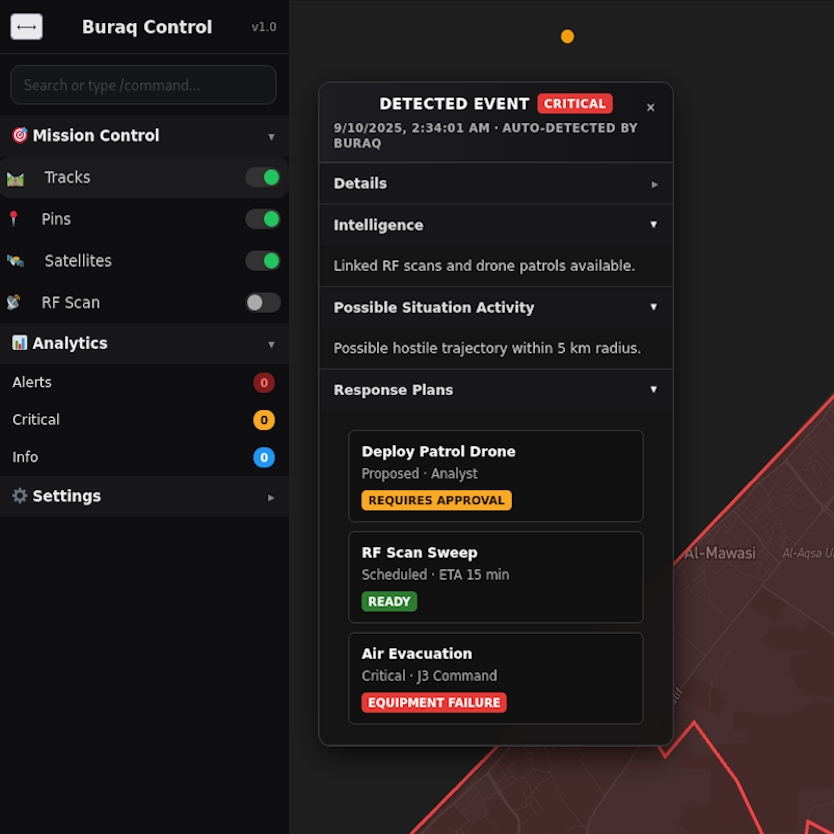 Buraq Control
v1.0
Search or type /command...
Mission Control
Tracks
Pins
Satellites
RF Scan
Analytics
Alerts
0
Critical
0
Info
0
Settings
DETECTED EVENT
CRITICAL
×
9/10/2025, 2:34:01 AM · AUTO-DETECTED BY
BURAQ
Details
Intelligence
Linked RF scans and drone patrols available.
Possible Situation Activity
Possible hostile trajectory within 5 km radius.
Response Plans
Deploy Patrol Drone
Proposed · Analyst
REQUIRES APPROVAL
RF Scan Sweep
Scheduled · ETA 15 min
READY
Air Evacuation
Critical · J3 Command
EQUIPMENT FAILURE
Al-Mawasi
Al-Aqsa